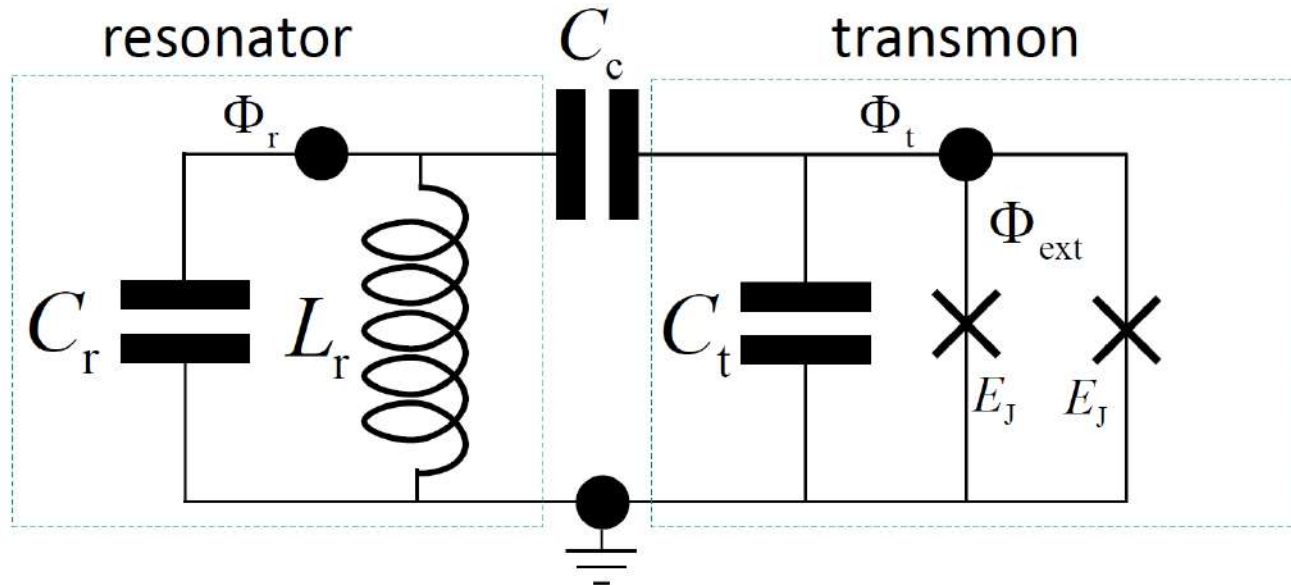 resonator
C_c
transmon
Φ_r
Φ_t
Φ_ext
C_r
L_r
C_t
E_J
E_J